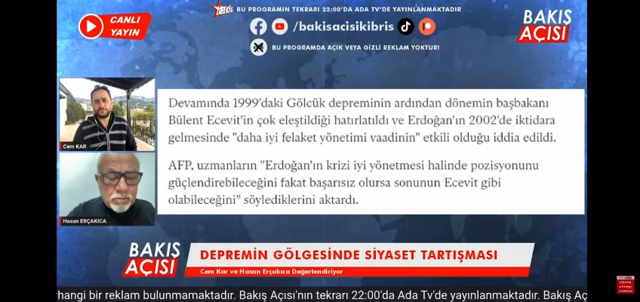 BU PROGRAMIN TEKRARI 22:00'DA ADA TV'DE YAYINLANMAKTADIR
CANLI
YAYIN
/bakisacisikibris
BU PROGRAMDA AÇIK VEYA GİZLİ REKLAM YOKTUR!
BAKIŞ
AÇISI
Devamında 1999'daki Gölcük depreminin ardından dönemin başbakanı
Bülent Ecevit'in çok eleştildiği hatırlatıldı ve Erdoğan'ın 2002'de iktidara
gelmesinde "daha iyi felaket yönetimi vaadinin" etkili olduğu iddia edildi.
AFP, uzmanların "Erdoğan'ın krizi iyi yönetmesi halinde pozisyonunu
güçlendirebileceğini fakat başarısız olursa sonunun Ecevit gibi
olabileceğini" söylediklerini aktardı.
Cem KAR
Hasan ERÇAKICA
BAKIŞ
AÇISI
DEPREMİN GÖLGESİNDE SİYASET TARTIŞMASI
Cem Kar ve Hasan Erçakica Değerlendiriyor
hangi bir reklam bulunmamaktadır. Bakış Açısı'nın tekrarı 22:00'da Ada Tv'de yayınlanmaktadır. Bakış Aç